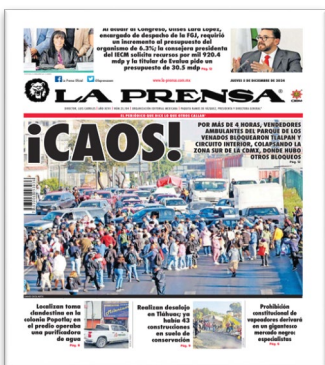 Al acudir al Congreso, Ulises Lara López,
encargado de despacho de la FGJ, requirió
un incremento al presupuesto del
organismo de 6.3%; la consejera presidenta
del IECM solicita recursos por mil 920.4
mdp y la titular de Evalua pide un
presupuesto de 30.5 mdp
www.la-prensa.com.mx
JUEVES 5 DE DICIEMBRE DE 2024
LA PRENSA
EL PERIÓDICO QUE DICE LO QUE OTROS CALLAN
¡CAOS!
POR MÁS DE 4 HORAS, VENDEDORES
AMBULANTES DEL PARQUE DE LOS
VENADOS BLOQUEARON TLALPAN Y
CIRCUITO INTERIOR, COLAPSANDO LA
ZONA SUR DE LA CDMX, DONDE HUBO
OTROS BLOQUEOS
Localizan toma
clandestina en la
colonia Popotla; en
el predio operaba
una purificadora
de agua
Realizan desalojo
en Tláhuac; ya
había 43
construcciones
en suelo de
conservación
Prohibición
constitucional de
vapeadores derivará
en un gigantesco
mercado negro:
especialistas